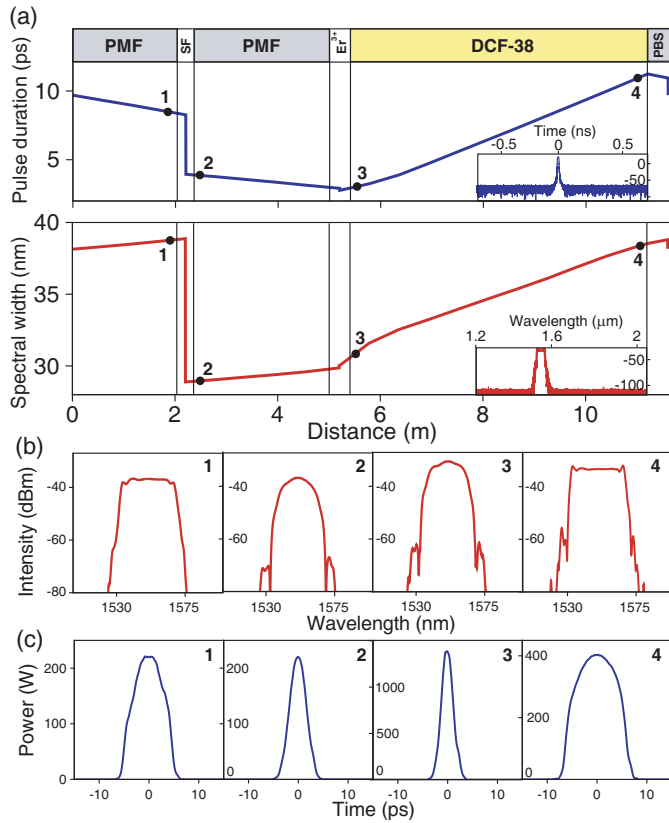 (a)
PMF SF PMF Er³⁺ DCF-38 PBS
Pulse duration (ps)
10
5
1
2
3
4
Time (ns)
-0.5 0 0.5
0
-50
Spectral width (nm)
40
35
30
1
2
3
4
Wavelength (μm)
1.2 1.6 2
-50
-100
0 2 4 6 8 10
Distance (m)
(b)
Intensity (dBm)
-40
-60
-80
1
-40
-60
2
-40
-60
3
-40
-60
4
1530 1575 1530 1575 1530 1575 1530 1575
Wavelength (nm)
(c)
Power (W)
200
100
0
1
200
100
0
2
1000
500
0
3
400
200
0
4
-10 0 10 -10 0 10 -10 0 10 -10 0 10
Time (ps)